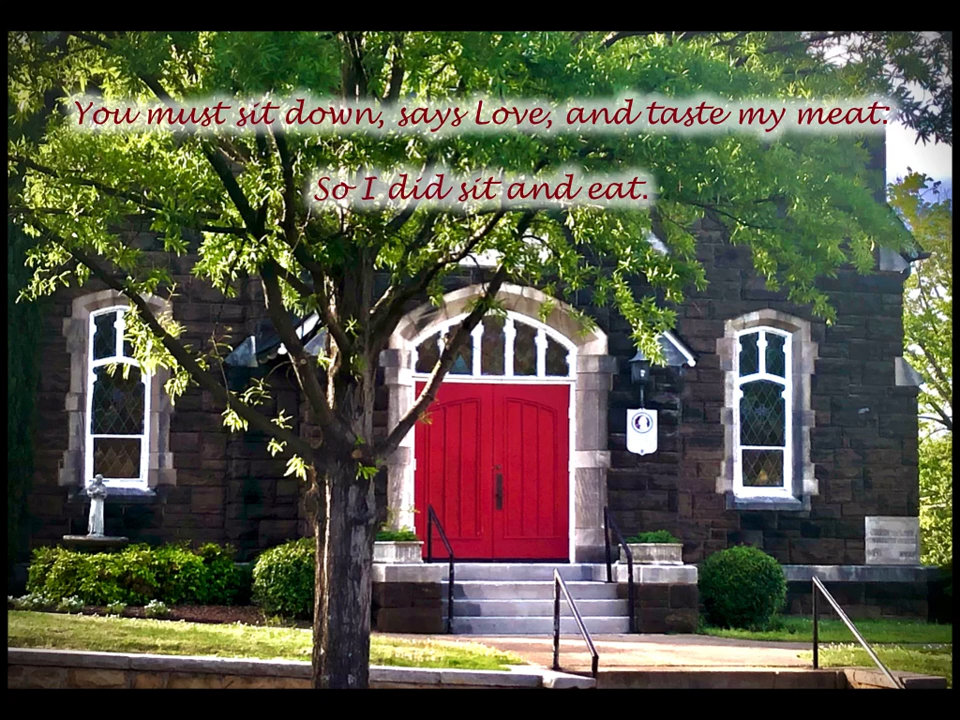 You must sit down, says Love, and taste my meat:
So I did sit and eat.